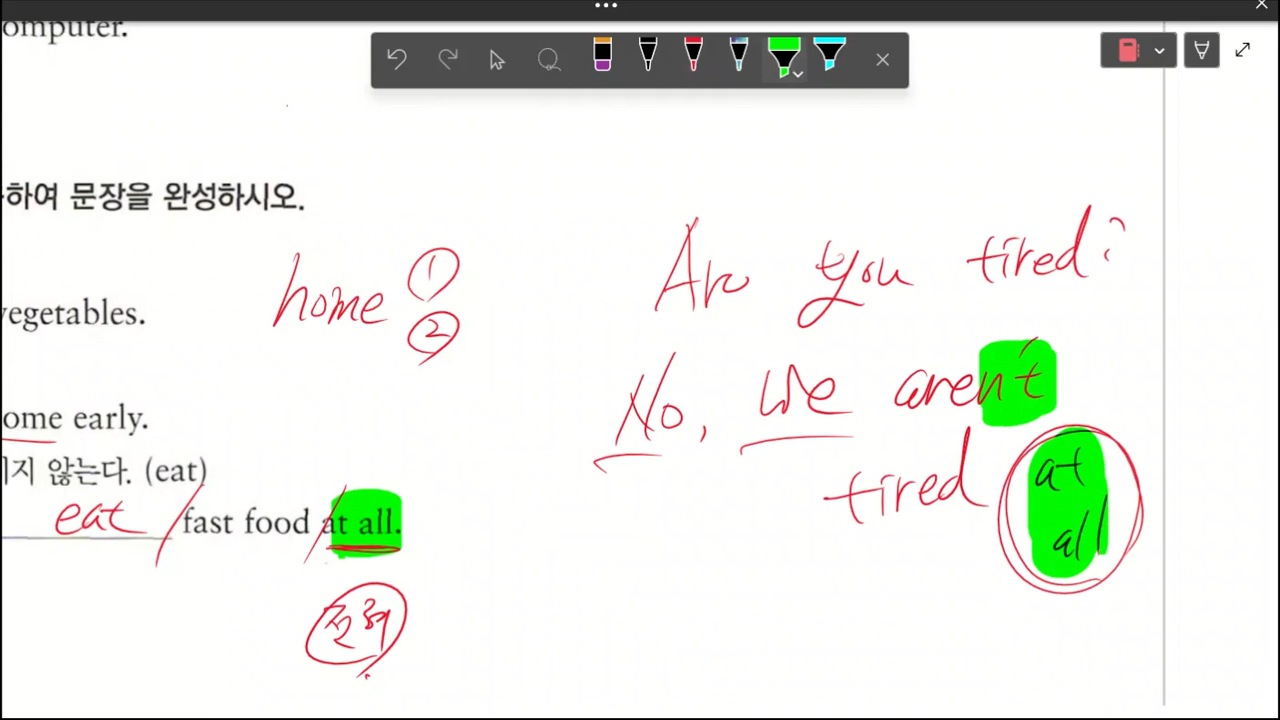 omputer.
하여 문장을 완성하시오.
Are you tired?
home ① ②
vegetables.
No, we aren't
tired at all
ome early.
지 않는다. (eat)
eat / fast food / at all.
전혀